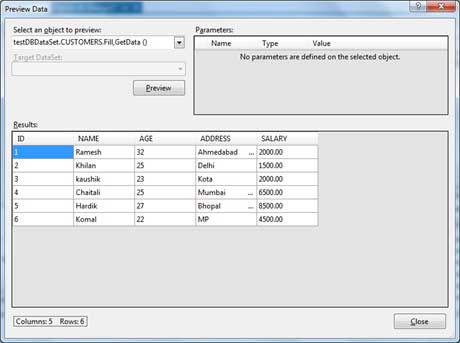 Preview Data
Select an object to preview:
testDBDataSet.CUSTOMERS.Fill,GetData ()
Target DataSet:
Preview
Parameters:
Name Type Value
No parameters are defined on the selected object.
Results:
ID NAME AGE ADDRESS SALARY
1 Ramesh 32 Ahmedabad ... 2000.00
2 Khilan 25 Delhi 1500.00
3 kaushik 23 Kota 2000.00
4 Chaitali 25 Mumbai ... 6500.00
5 Hardik 27 Bhopal ... 8500.00
6 Komal 22 MP 4500.00
Columns: 5 Rows: 6
Close